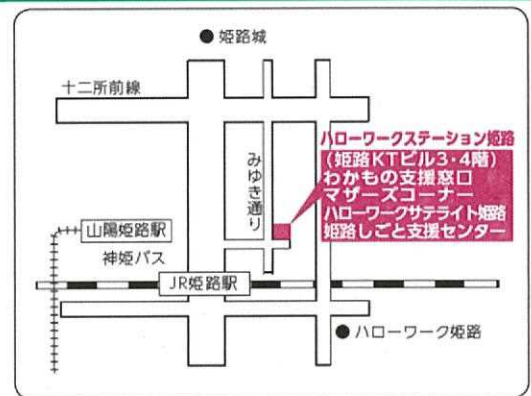 姫路城
十二所前線
みゆき通り
ハローワークステーション姫路
(姫路KTビル3・4階)
わかもの支援窓口
マザーズコーナー
ハローワークサテライト姫路
姫路しごと支援センター
山陽姫路駅
神姫バス
JR姫路駅
ハローワーク姫路